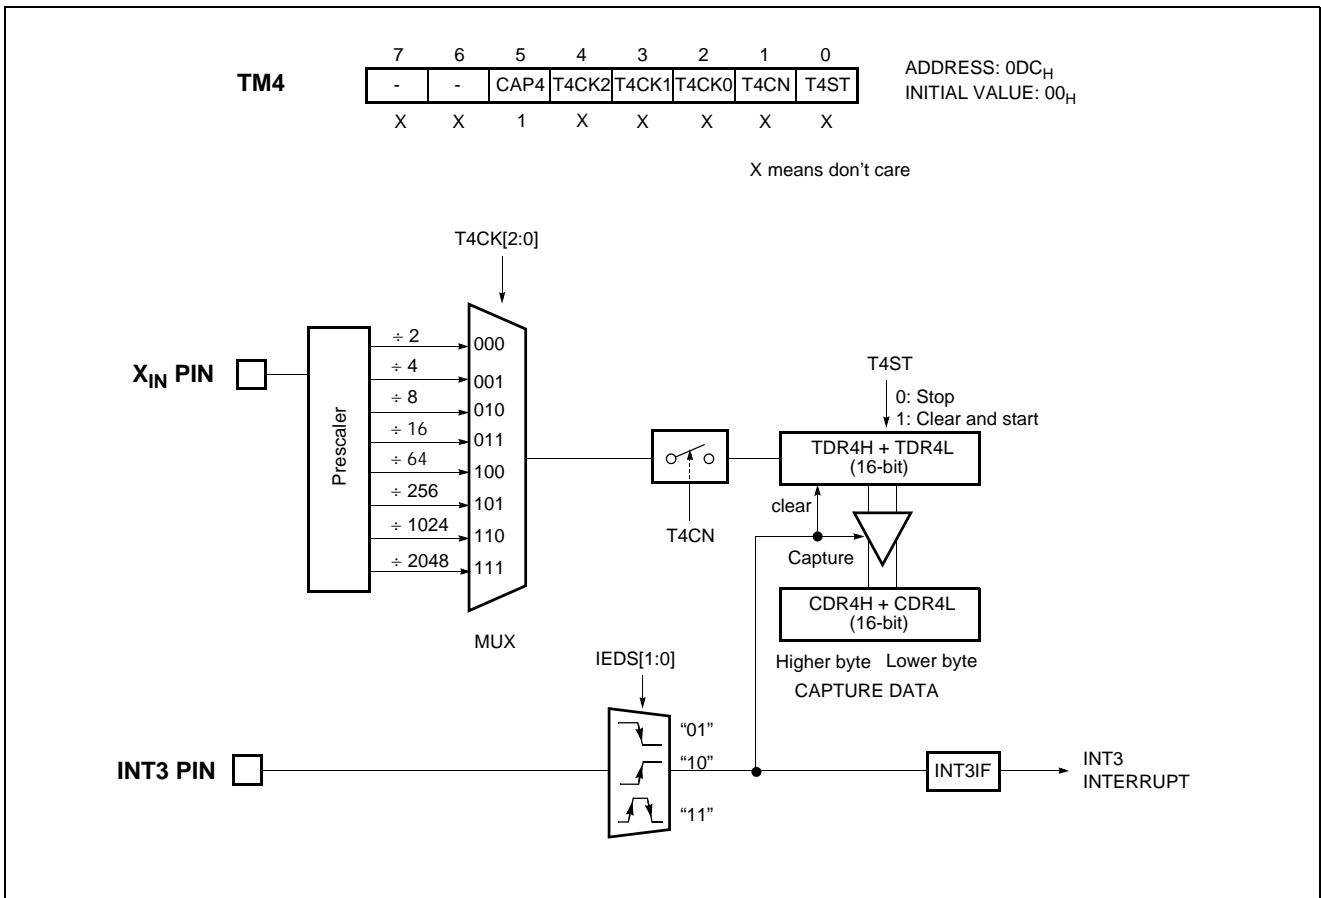 7 6 5 4 3 2 1 0
TM4
- - CAP4 T4CK2 T4CK1 T4CK0 T4CN T4ST
X X 1 X X X X X
ADDRESS: 0DCH
INITIAL VALUE: 00H
X means don't care
T4CK[2:0]
XIN PIN
Prescaler
÷ 2
÷ 4
÷ 8
÷ 16
÷ 64
÷ 256
÷ 1024
÷ 2048
000
001
010
011
100
101
110
111
MUX
T4CN
T4ST
0: Stop
1: Clear and start
TDR4H + TDR4L
(16-bit)
clear
Capture
CDR4H + CDR4L
(16-bit)
Higher byte Lower byte
CAPTURE DATA
IEDS[1:0]
INT3 PIN
“01”
“10”
“11”
INT3IF
INT3
INTERRUPT